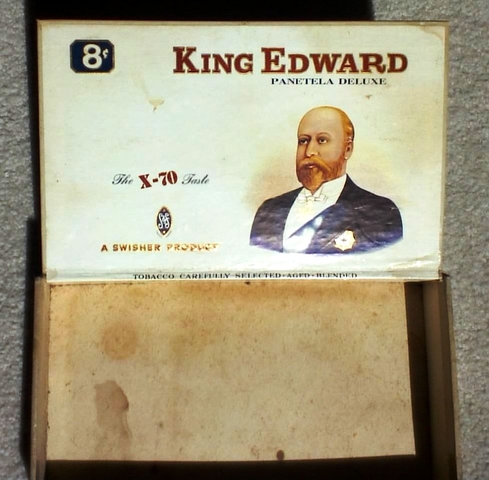 8¢
KING EDWARD
PANETELA DELUXE
The X-70 Taste
A SWISHER PRODUCT
TOBACCO CAREFULLY SELECTED-AGED-BLENDED